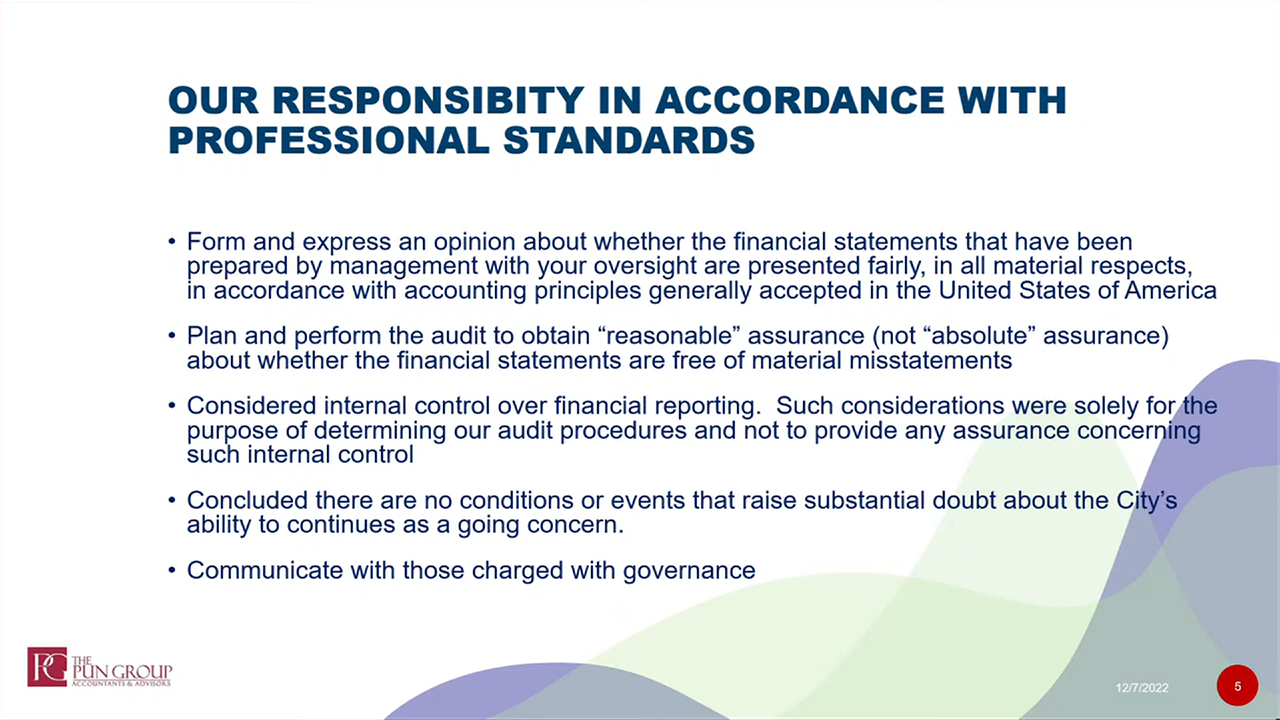 OUR RESPONSIBITY IN ACCORDANCE WITH
PROFESSIONAL STANDARDS
• Form and express an opinion about whether the financial statements that have been
prepared by management with your oversight are presented fairly, in all material respects,
in accordance with accounting principles generally accepted in the United States of America
• Plan and perform the audit to obtain “reasonable” assurance (not “absolute” assurance)
about whether the financial statements are free of material misstatements
• Considered internal control over financial reporting.  Such considerations were solely for the
purpose of determining our audit procedures and not to provide any assurance concerning
such internal control
• Concluded there are no conditions or events that raise substantial doubt about the City’s
ability to continues as a going concern.
• Communicate with those charged with governance
PG
THE
PUN GROUP
ACCOUNTANTS & ADVISORS
12/7/2022
5